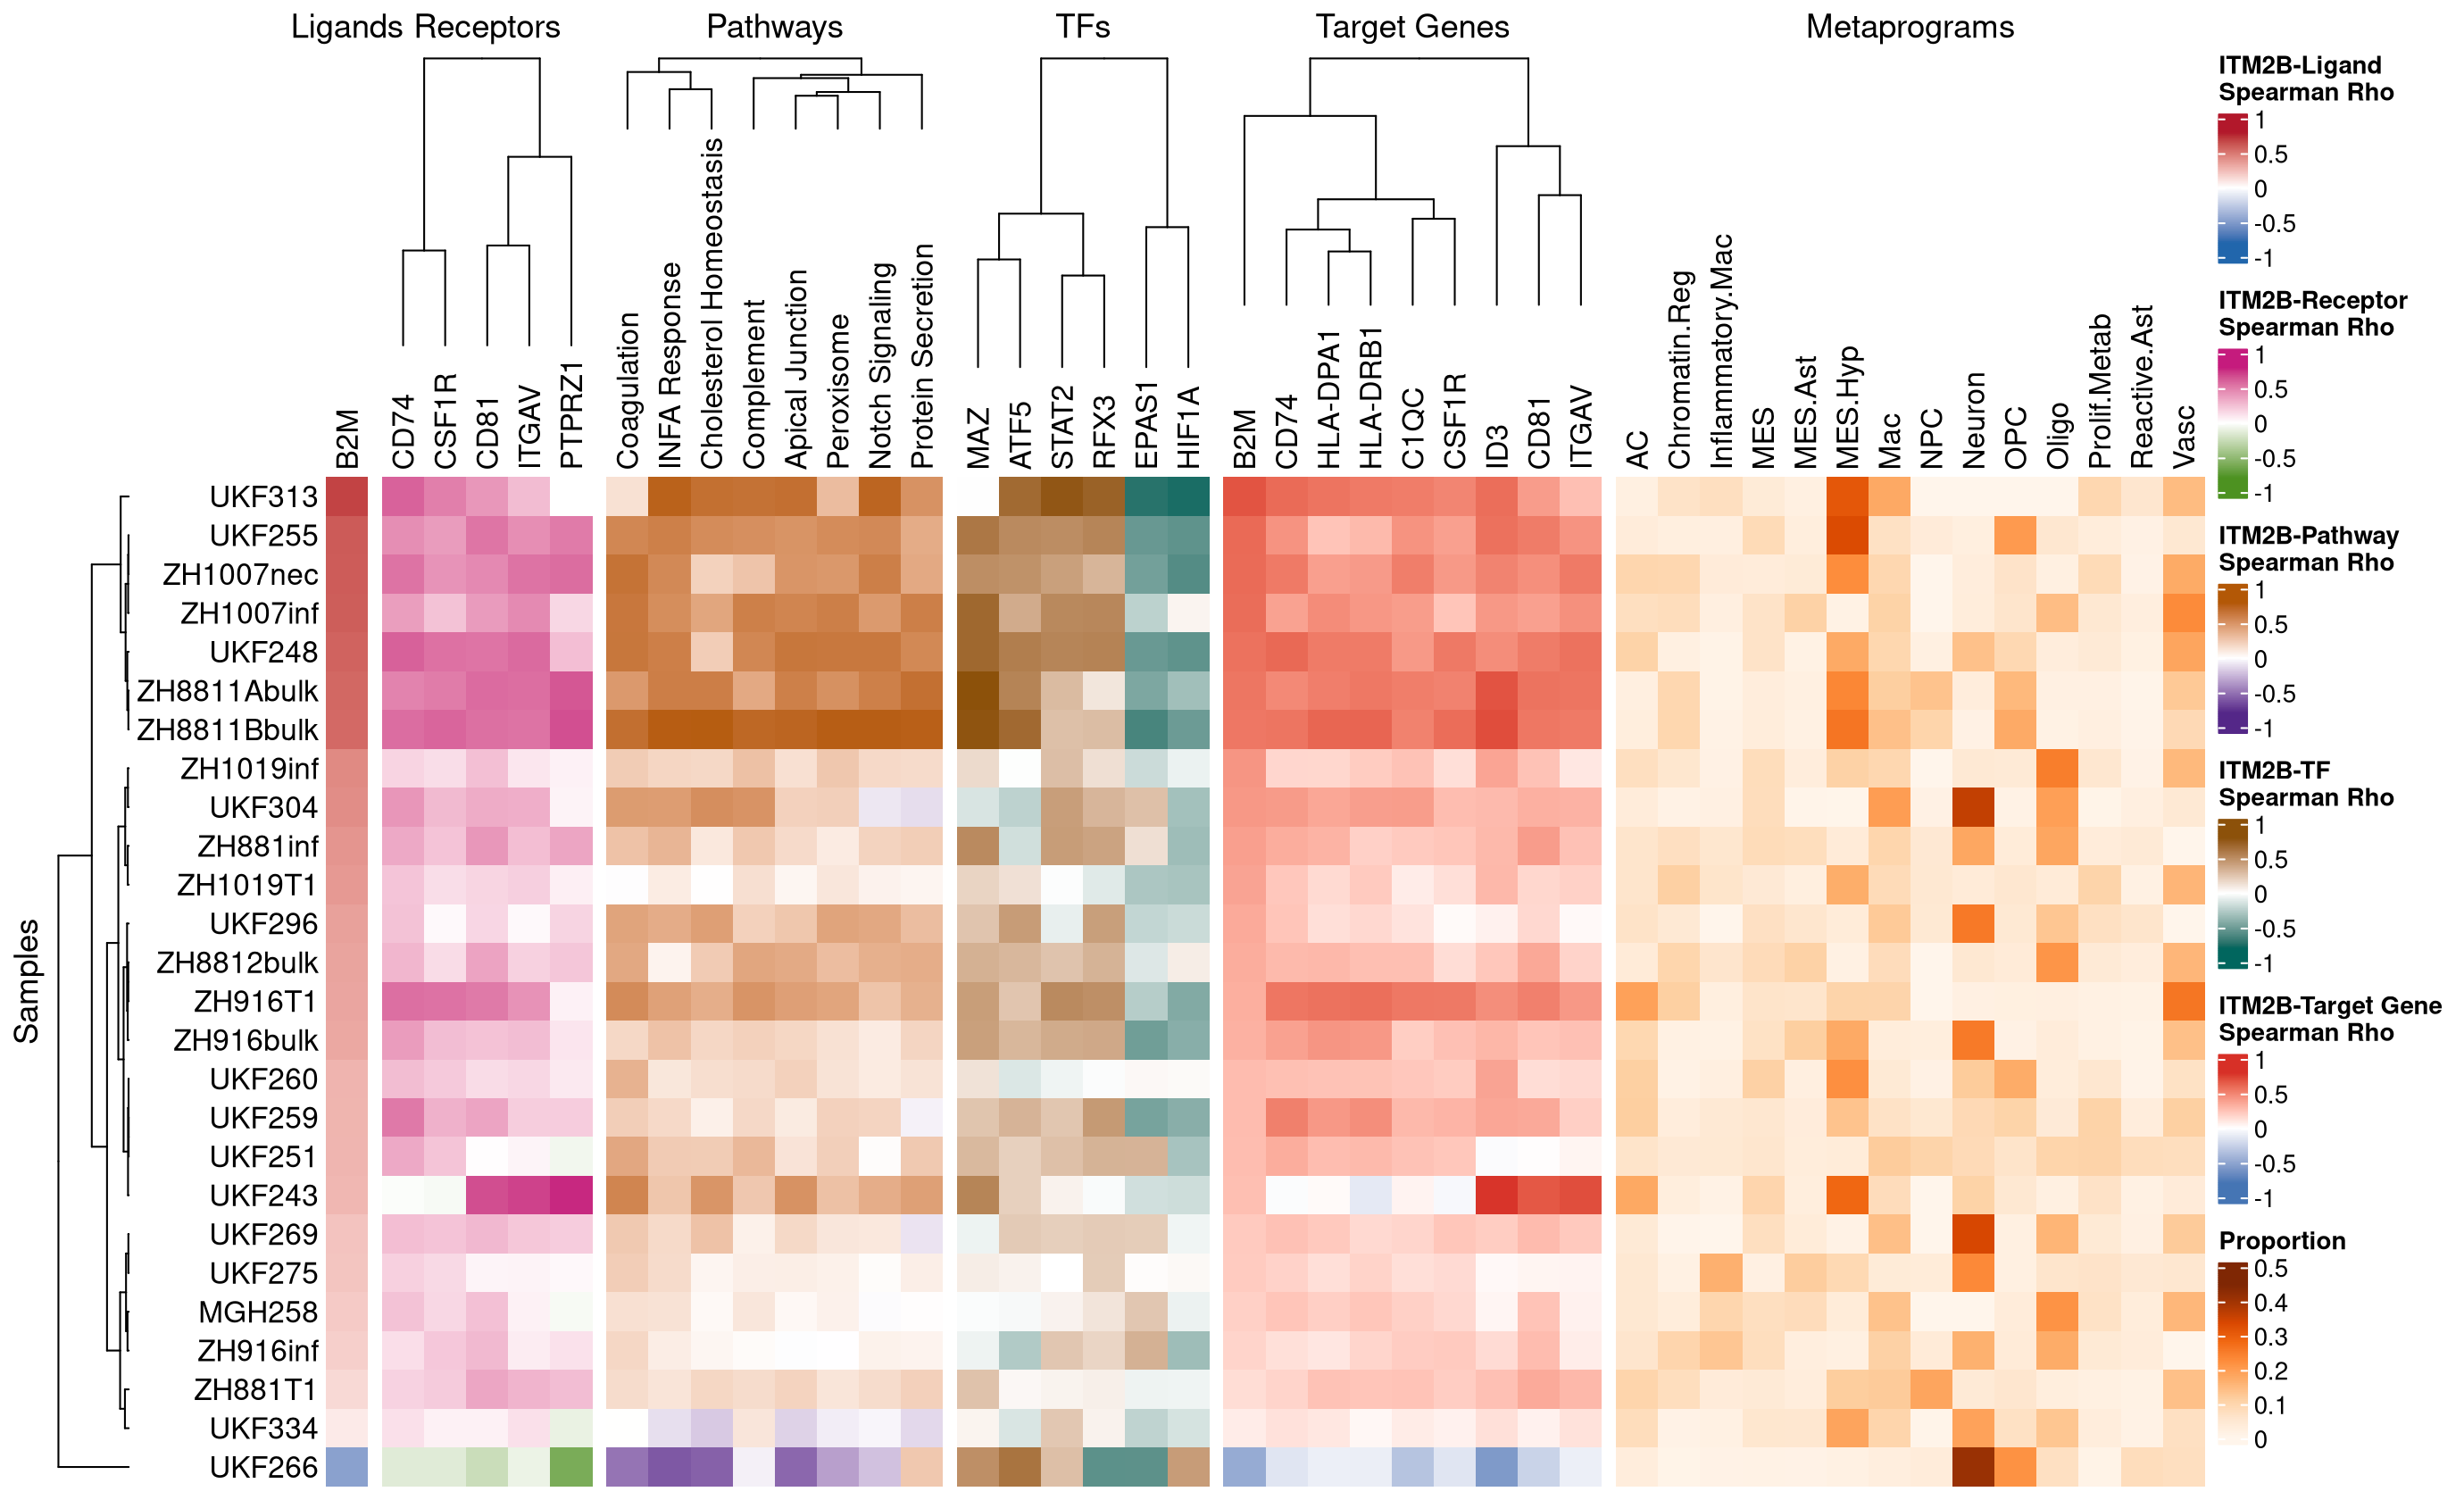 Ligands Receptors
Pathways
TFs
Target Genes
Metaprograms
B2M
CD74
CSF1R
CD81
ITGAV
PTPRZ1
Coagulation
INFA Response
Cholesterol Homeostasis
Complement
Apical Junction
Peroxisome
Notch Signaling
Protein Secretion
MAZ
ATF5
STAT2
RFX3
EPAS1
HIF1A
B2M
CD74
HLA-DPA1
HLA-DRB1
C1QC
CSF1R
ID3
CD81
ITGAV
AC
Chromatin.Reg
Inflammatory.Mac
MES
MES.Ast
MES.Hyp
Mac
NPC
Neuron
OPC
Oligo
Prolif.Metab
Reactive.Ast
Vasc
Samples
UKF313
UKF255
ZH1007nec
ZH1007inf
UKF248
ZH8811Abulk
ZH8811Bbulk
ZH1019inf
UKF304
ZH881inf
ZH1019T1
UKF296
ZH8812bulk
ZH916T1
ZH916bulk
UKF260
UKF259
UKF251
UKF243
UKF269
UKF275
MGH258
ZH916inf
ZH881T1
UKF334
UKF266
ITM2B-Ligand
Spearman Rho
1
0.5
0
-0.5
-1
ITM2B-Receptor
Spearman Rho
1
0.5
0
-0.5
-1
ITM2B-Pathway
Spearman Rho
1
0.5
0
-0.5
-1
ITM2B-TF
Spearman Rho
1
0.5
0
-0.5
-1
ITM2B-Target Gene
Spearman Rho
1
0.5
0
-0.5
-1
Proportion
0.5
0.4
0.3
0.2
0.1
0